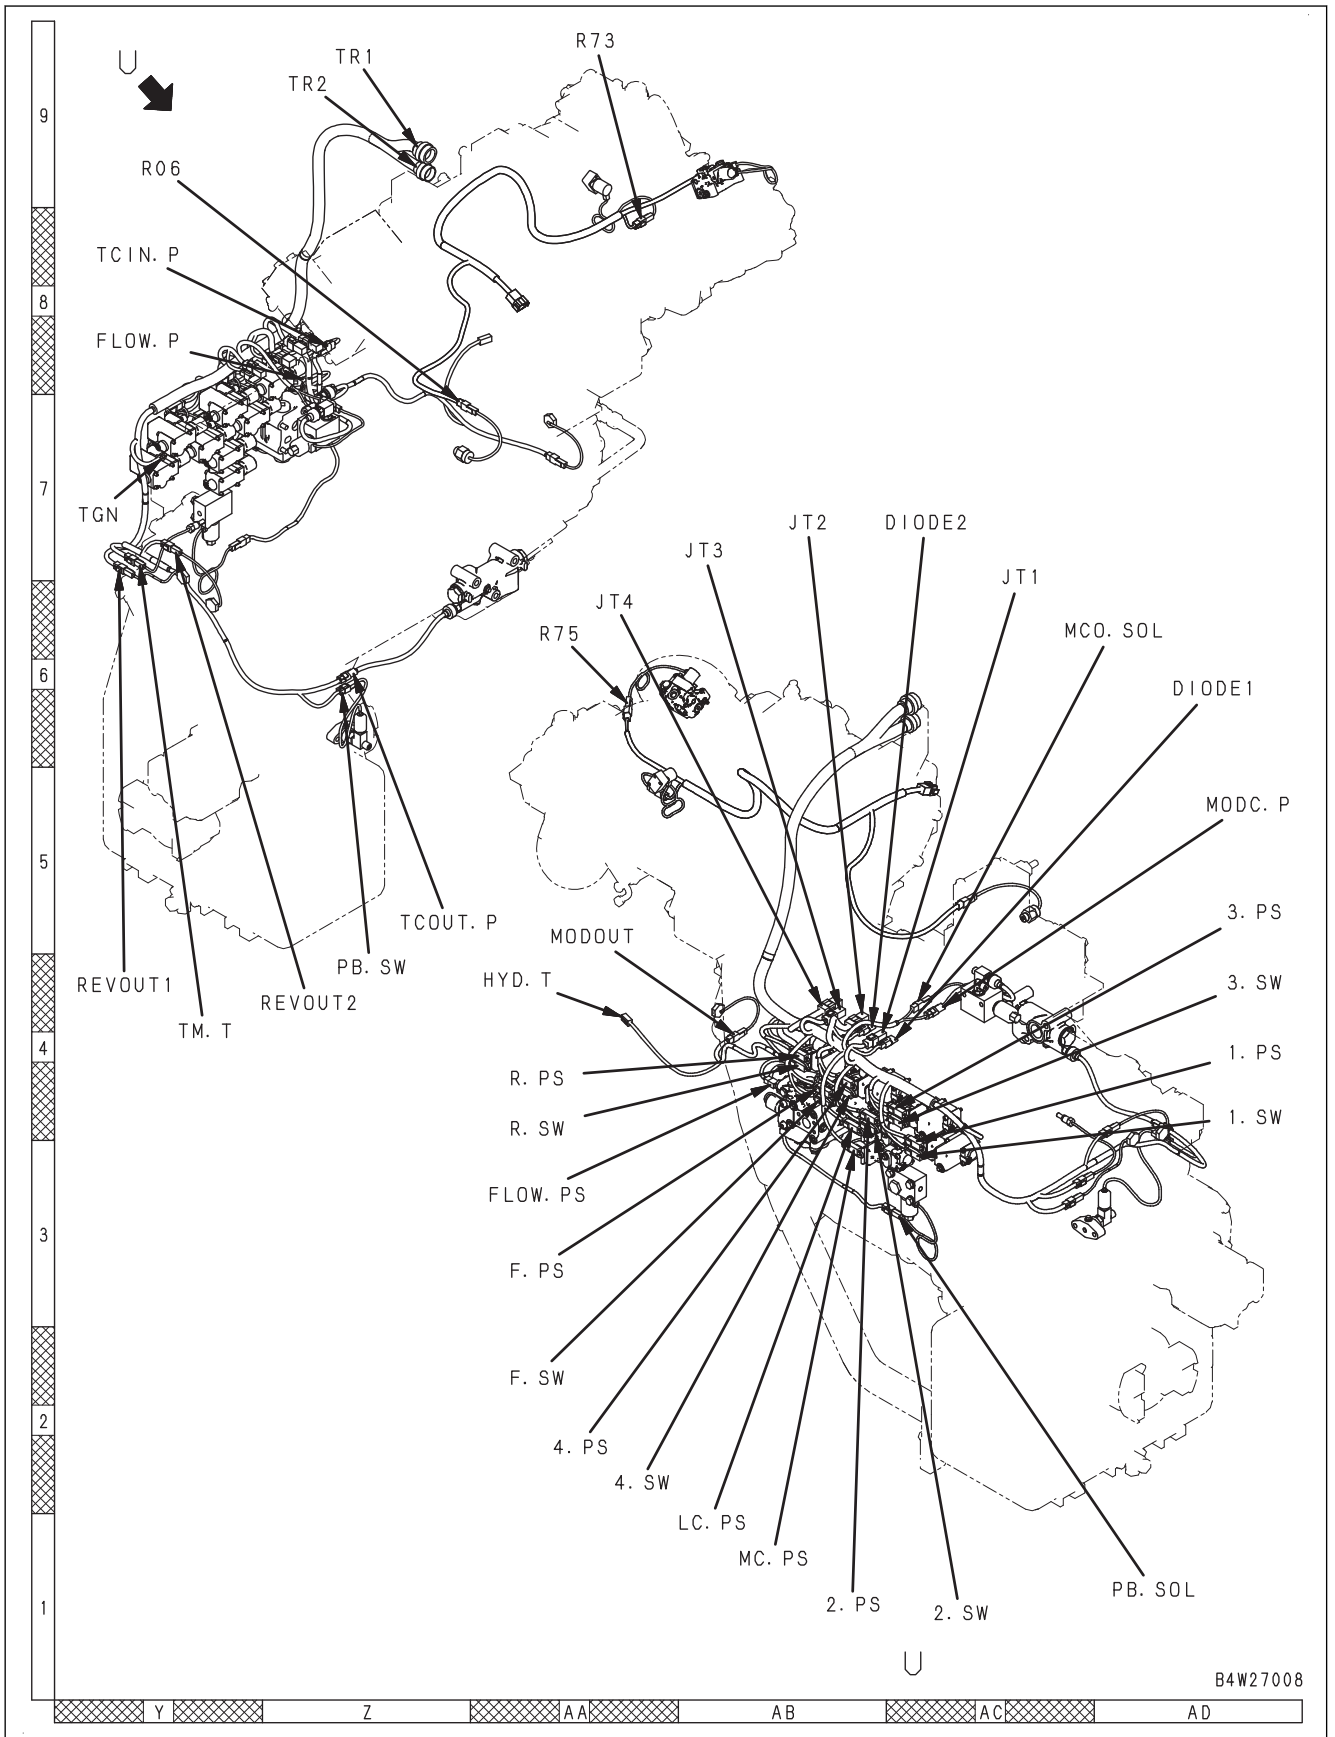 U
TR1
TR2
R73
9
R06
TCIN. P
8
FLOW. P
7
TGN
JT2
DIODE2
JT3
JT1
JT4
R75
MCO. SOL
6
DIODE1
MODC. P
5
3. PS
TCOUT. P
MODOUT
PB. SW
HYD. T
3. SW
REVOUT1
REVOUT2
TM. T
4
1. PS
R. PS
1. SW
R. SW
FLOW. PS
3
F. PS
F. SW
2
4. PS
4. SW
LC. PS
MC. PS
PB. SOL
2. PS
2. SW
1
U
B4W27008
Y Z AA AB AC AD